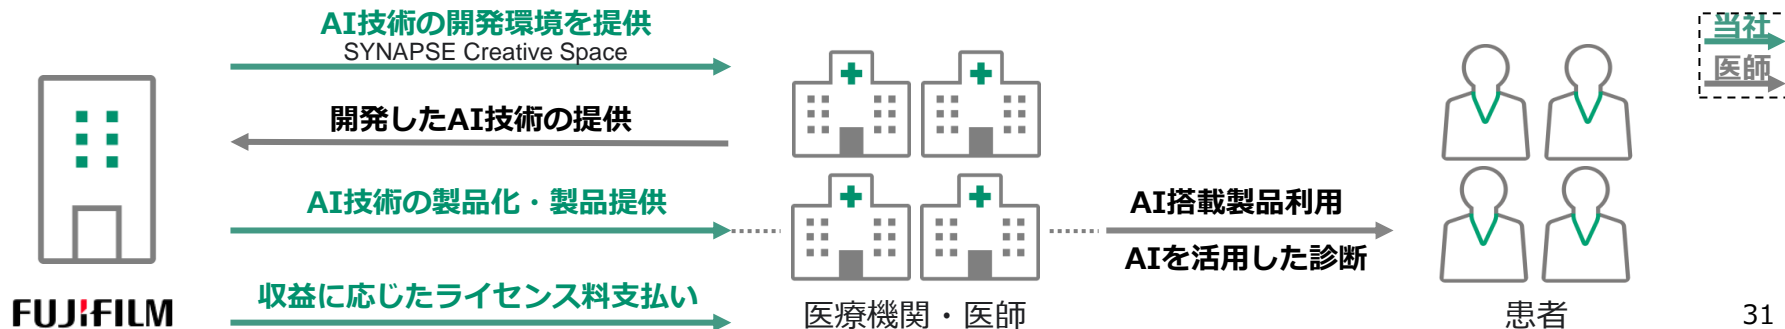 AI技術の開発環境を提供
SYNAPSE Creative Space
開発したAI技術の提供
AI技術の製品化・製品提供
収益に応じたライセンス料支払い
FUJIFILM
医療機関・医師
AI搭載製品利用
AIを活用した診断
患者
当社
医師
31